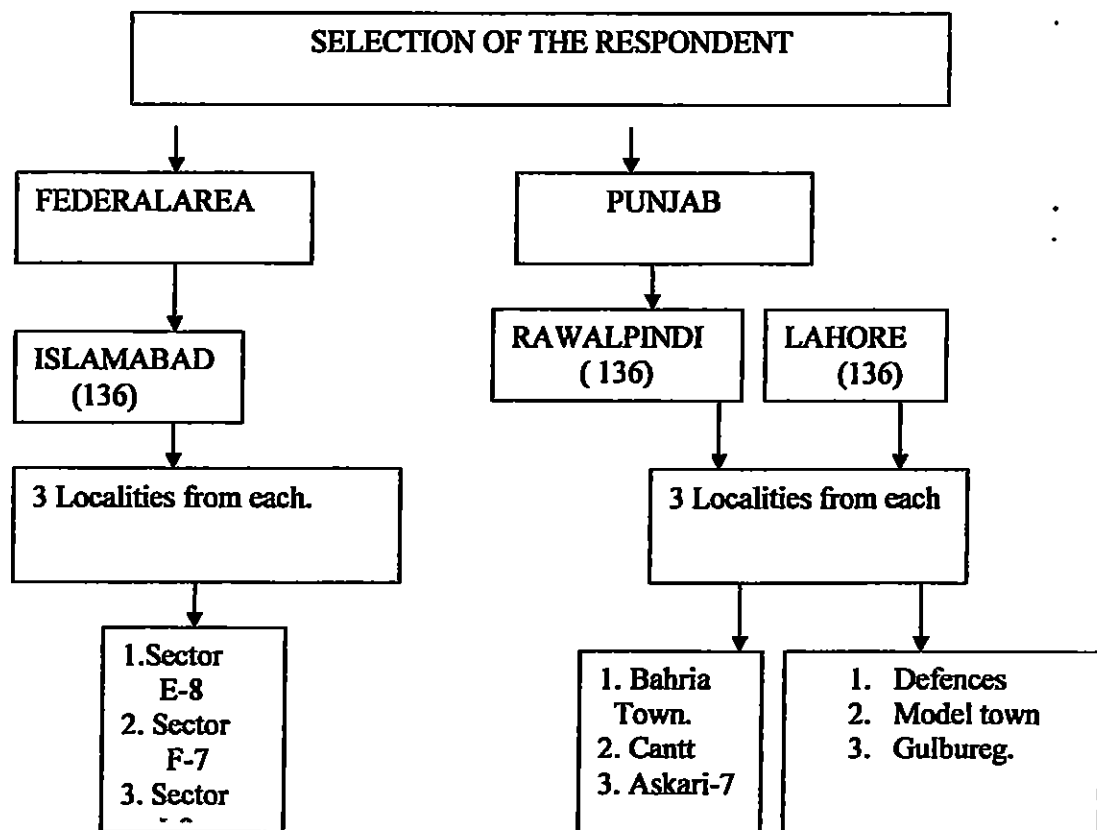 SELECTION OF THE RESPONDENT
FEDERALAREA
PUNJAB
ISLAMABAD
(136)
RAWALPINDI
( 136)
LAHORE
(136)
3 Localities from each.
3 Localities from each
1.Sector
E-8
2. Sector
F-7
3. Sector
1. Bahria
Town.
2. Cantt
3. Askari-7
1. Defences
2. Model town
3. Gulbureg.